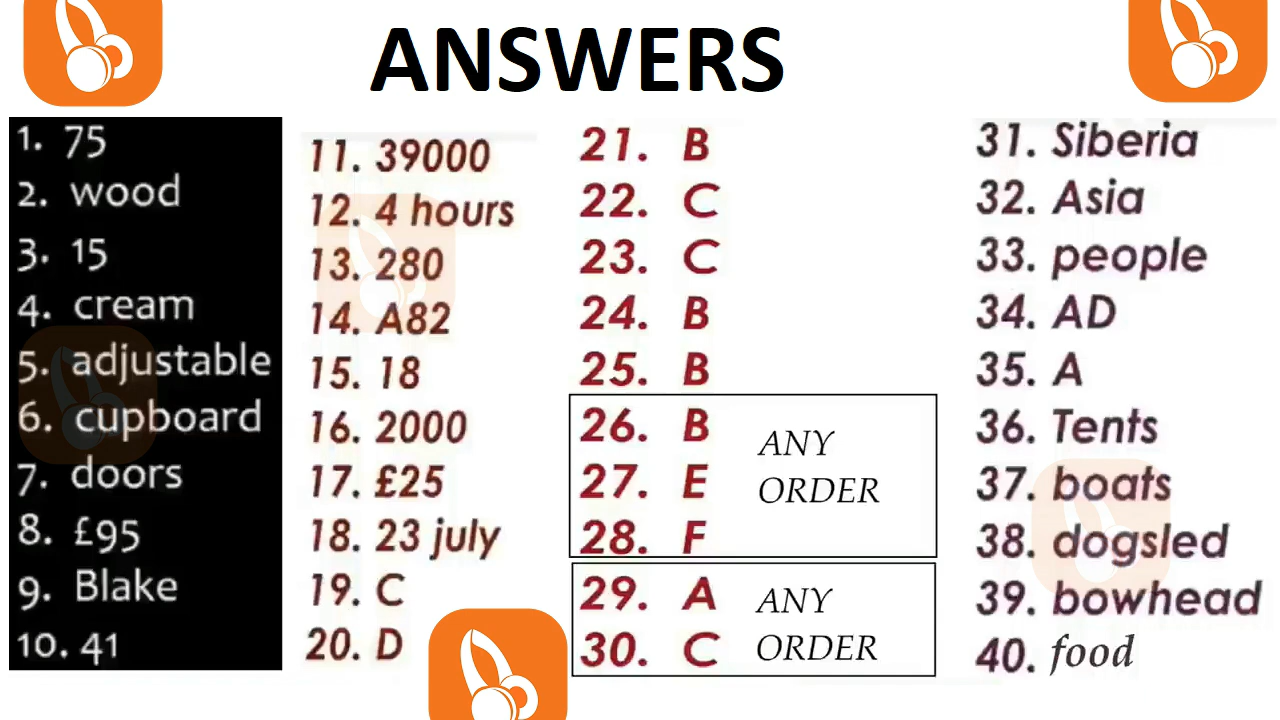 ANSWERS
1. 75
2. wood
3. 15
4. cream
5. adjustable
6. cupboard
7. doors
8. £95
9. Blake
10. 41
11. 39000
12. 4 hours
13. 280
14. A82
15. 18
16. 2000
17. £25
18. 23 july
19. C
20. D
21. B
22. C
23. C
24. B
25. B
26. B
27. E
28. F
ANY
ORDER
29. A
30. C
ANY
ORDER
31. Siberia
32. Asia
33. people
34. AD
35. A
36. Tents
37. boats
38. dogsled
39. bowhead
40. food